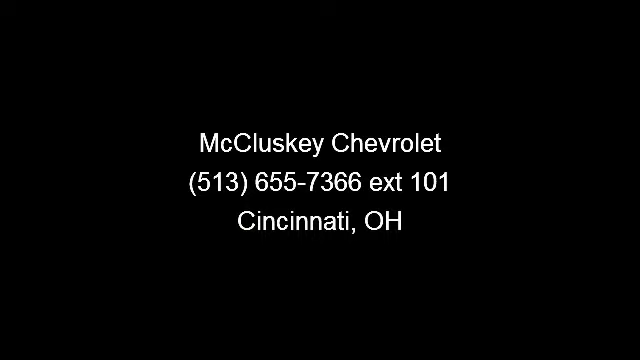 McCluskey Chevrolet
(513) 655-7366 ext 101
Cincinnati, OH